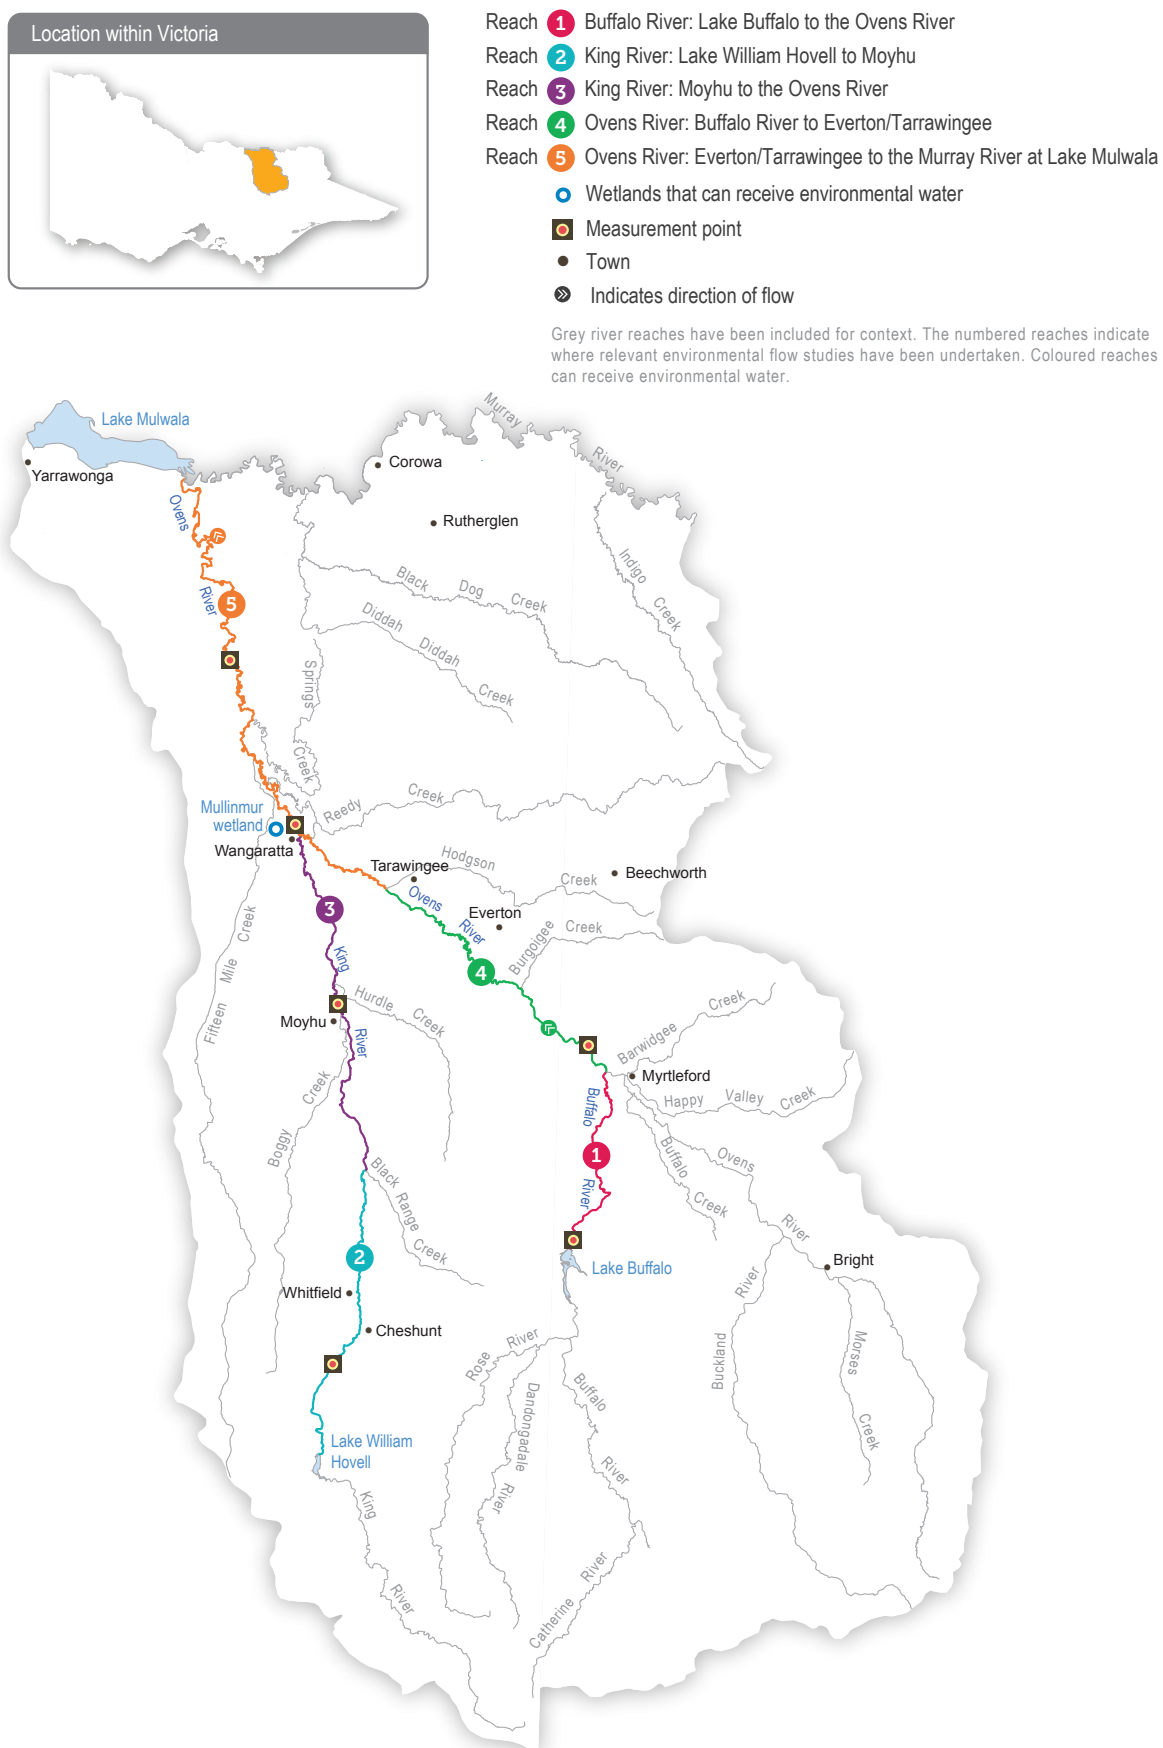 Location within Victoria
Reach 1 Buffalo River: Lake Buffalo to the Ovens River
Reach 2 King River: Lake William Hovell to Moyhu
Reach 3 King River: Moyhu to the Ovens River
Reach 4 Ovens River: Buffalo River to Everton/Tarrawingee
Reach 5 Ovens River: Everton/Tarrawingee to the Murray River at Lake Mulwala
Wetlands that can receive environmental water
Measurement point
Town
Indicates direction of flow
Grey river reaches have been included for context. The numbered reaches indicate
where relevant environmental flow studies have been undertaken. Coloured reaches
can receive environmental water.
Murray River
Lake Mulwala
Yarrawonga
Corowa
Rutherglen
Ovens River
5
Black Dog Creek
Indigo Creek
Diddah Diddah Creek
Springs Creek
Reedy Creek
Mullinmur
wetland
Wangaratta
Tarawingee
Hodgson Creek
Beechworth
Ovens River
Everton
3
4
Burgoigee Creek
Fifteen Mile Creek
King River
Hurdle Creek
Moyhu
Barwidgee Creek
Myrtleford
Happy Valley Creek
Buffalo River
1
Buffalo Creek
Ovens River
Boggy Creek
Black Range Creek
2
Whitfield
Cheshunt
Lake Buffalo
Bright
Buckland River
Morses Creek
Rose River
Dandongadale River
Buffalo River
Lake William
Hovell
King River
Catherine River